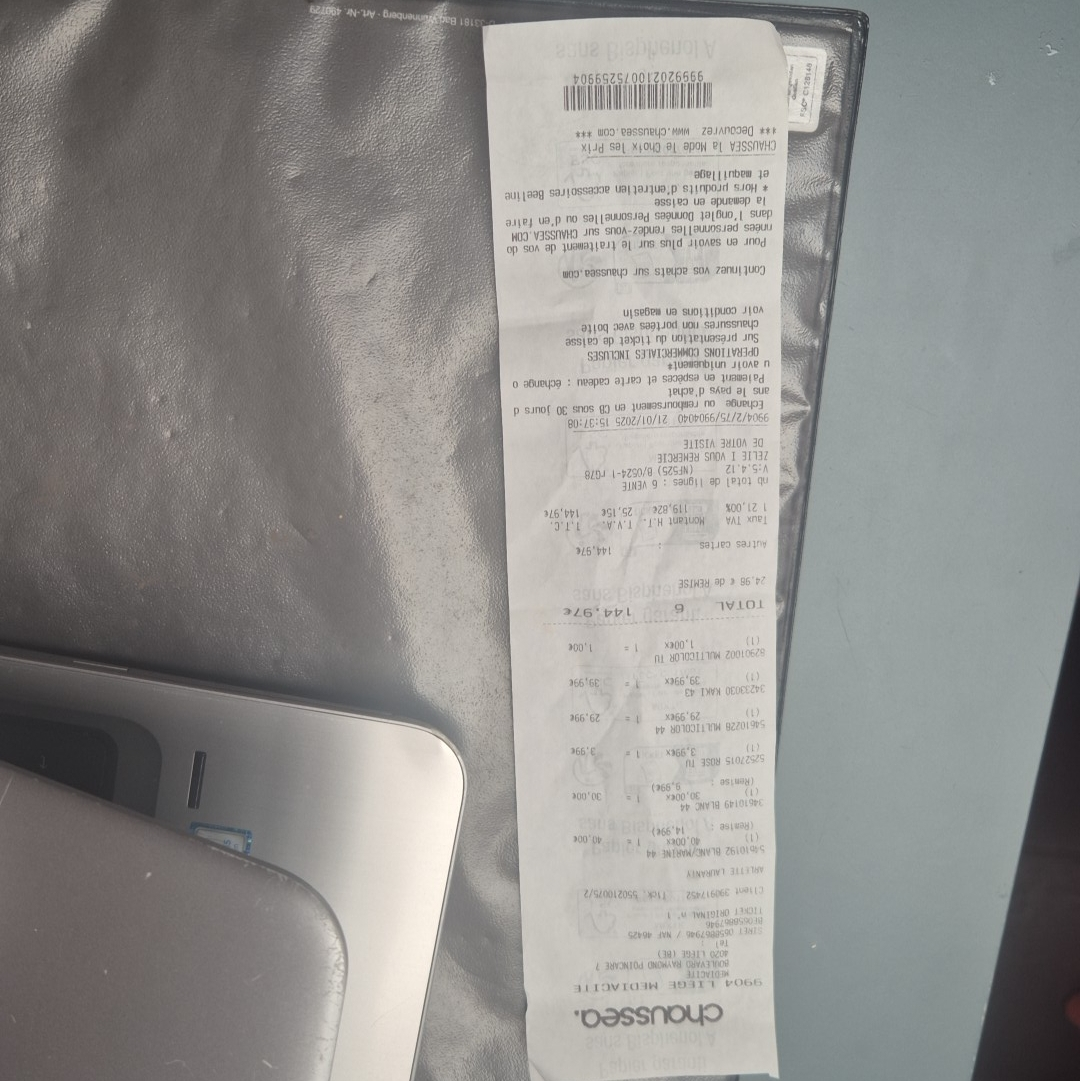 chaussea.
9904 LIEGE MEDIACITE
MEDIACITE
BOULEVARD RAYMOND POINCARE 7
4020 LIEGE (BE)
Tel :
SIRET 0658867946 / NAF 46425
BE0658867946
TICKET ORIGINAL N° 1
Client 390917452 Tick. 550210075/2
ARLETTE LAURANTY
54610192 BLANC/MARINE 44
(1) 40,00€x 1 = 40,00€
(Remise : 14,99€)
34610149 BLANC 44
(1) 30,00€x 1 = 30,00€
(Remise : 9,99€)
52527015 ROSE TU
(1) 3,99€x 1 = 3,99€
54610228 MULTICOLOR 44
(1) 29,99€x 1 = 29,99€
34233030 KAKI 43
(1) 39,99€x 1 = 39,99€
82901002 MULTICOLOR TU
(1) 1,00€x 1 = 1,00€
TOTAL 6 144,97€
24,98 € de REMISE
Autres cartes : 144,97€
Taux TVA Montant H.T. T.V.A. T.T.C.
1 21,00% 119,82€ 25,15€ 144,97€
nb total de lignes : 6 VENTE
V:5.4.12 (NF525) B/0524-1 rG78
ZELIE I VOUS REMERCIE
DE VOTRE VISITE
9904/2/75/9904040 21/01/2025 15:37:08
Echange ou remboursement en CB sous 30 jours d
ans le pays d'achat
Paiement en espèces et carte cadeau : échange o
u avoir uniquement*
OPERATIONS COMMERCIALES INCLUSES
Sur présentation du ticket de caisse
chaussures non portées avec boîte
voir conditions en magasin
Continuez vos achats sur chaussea.com
Pour en savoir plus sur le traitement de vos do
nnées personnelles rendez-vous sur CHAUSSEA.COM
dans l'onglet Données Personnelles ou d'en faire
la demande en caisse
* Hors produits d'entretien accessoires Beeline
et maquillage
CHAUSSEA la Mode le Choix les Prix
*** Decouvrez www.chaussea.com ***
999920210075259904